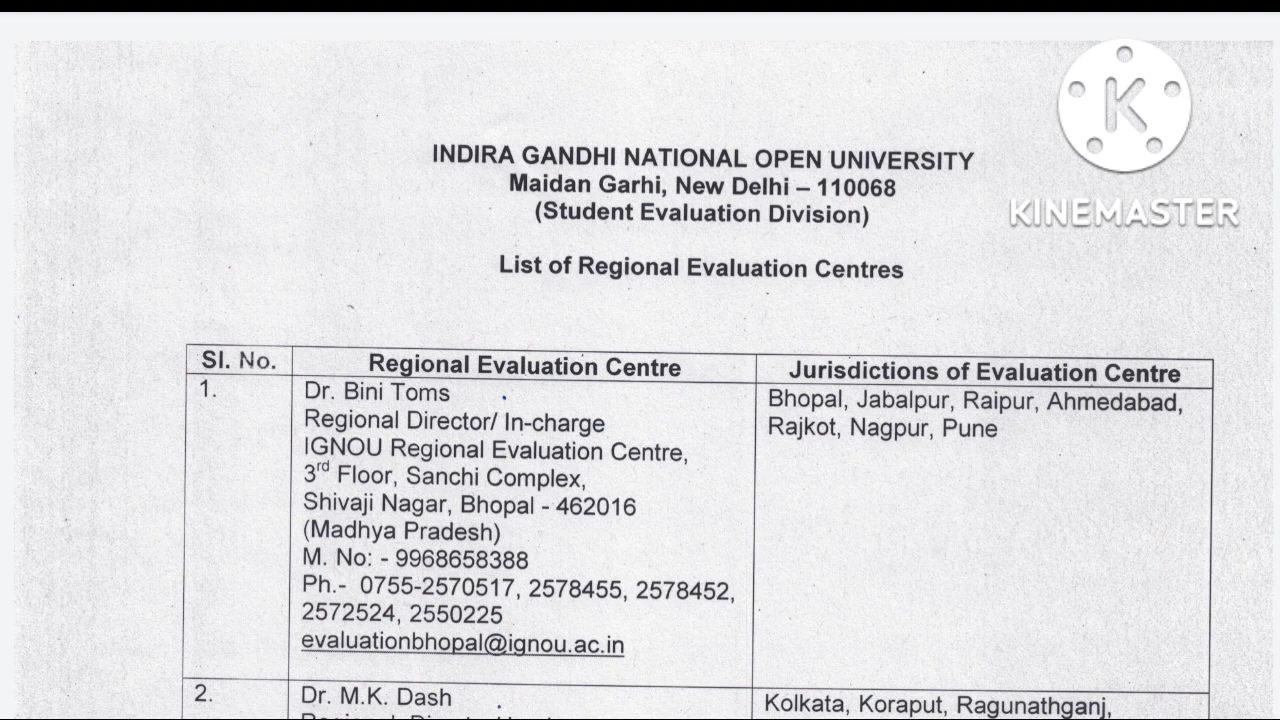 K
KINEMASTER
INDIRA GANDHI NATIONAL OPEN UNIVERSITY
Maidan Garhi, New Delhi – 110068
(Student Evaluation Division)
List of Regional Evaluation Centres
Sl. No. Regional Evaluation Centre Jurisdictions of Evaluation Centre
1. Dr. Bini Toms Bhopal, Jabalpur, Raipur, Ahmedabad,
Regional Director/ In-charge Rajkot, Nagpur, Pune
IGNOU Regional Evaluation Centre,
3rd Floor, Sanchi Complex,
Shivaji Nagar, Bhopal - 462016
(Madhya Pradesh)
M. No: - 9968658388
Ph.- 0755-2570517, 2578455, 2578452,
2572524, 2550225
evaluationbhopal@ignou.ac.in
2. Dr. M.K. Dash Kolkata, Koraput, Ragunathganj,